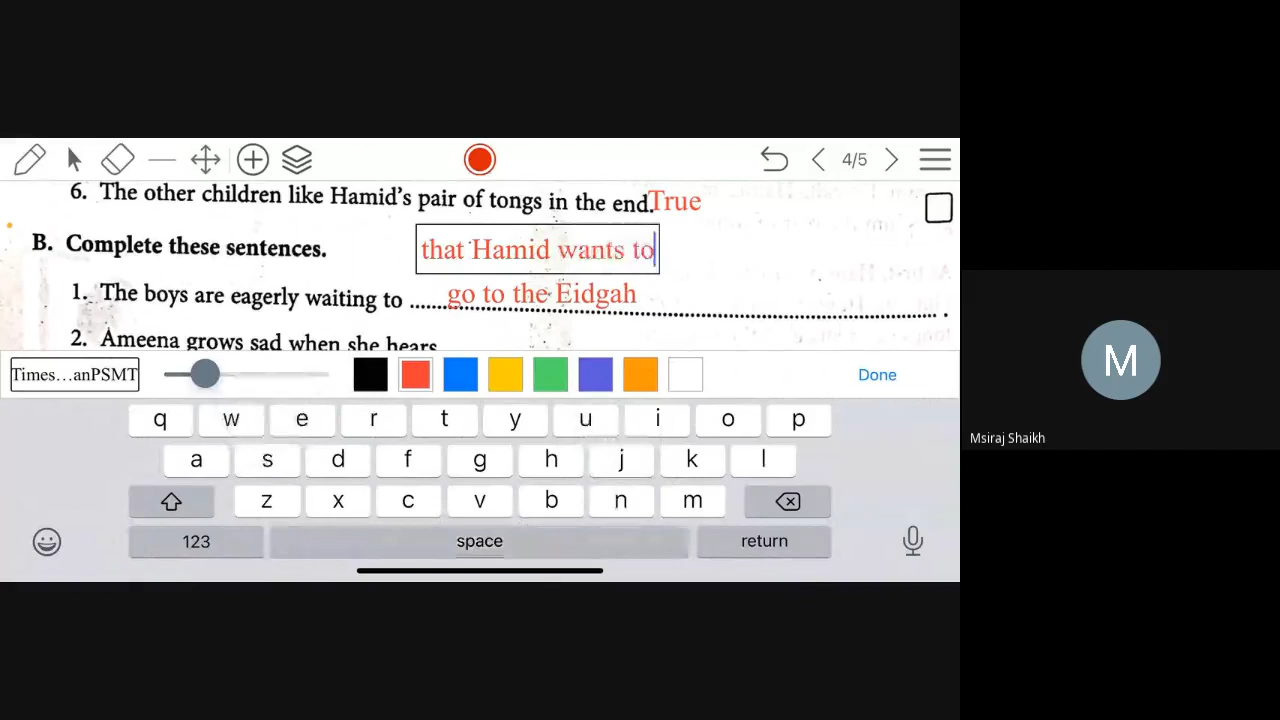 4/5
6. The other children like Hamid's pair of tongs in the end. True
B. Complete these sentences.
that Hamid wants to
1. The boys are eagerly waiting to go to the Eidgah
2. Ameena grows sad when she hears
Times...anPSMT
Done
q w e r t y u i o p
a s d f g h j k l
z x c v b n m
123 space return
M
Msiraj Shaikh